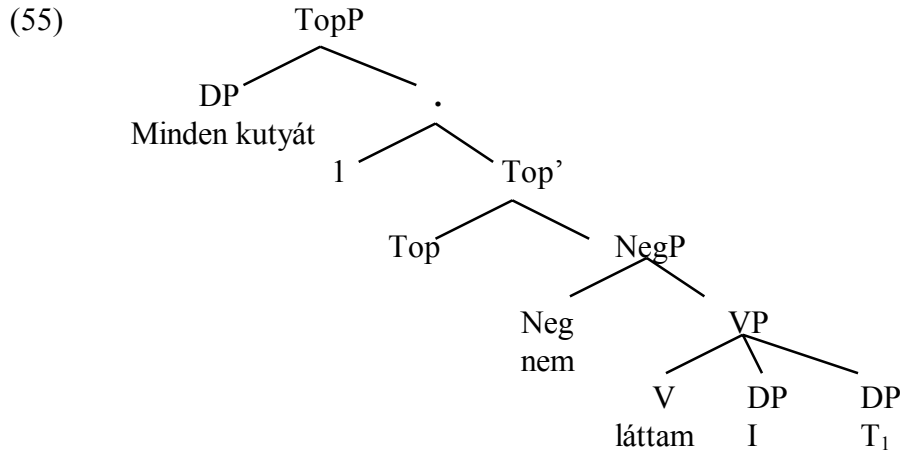 (55) TopP
DP .
Minden kutyát
1 Top’
Top NegP
Neg VP
nem
V DP DP
láttam I T₁